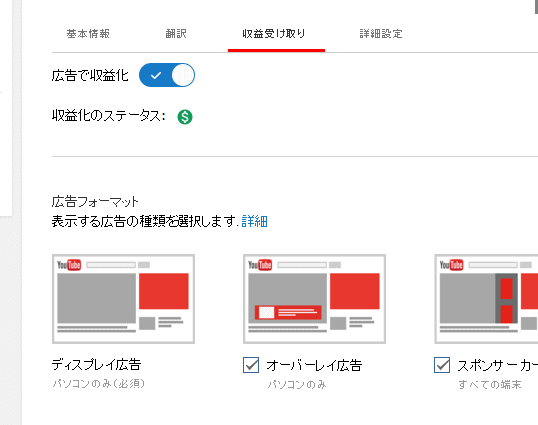 基本情報 翻訳 収益受け取り 詳細設定
広告で収益化
収益化のステータス: $
広告フォーマット
表示する広告の種類を選択します. 詳細
YouTube YouTube YouTube
ディスプレイ広告 オーバーレイ広告 スポンサー カー
パソコンのみ(必須) パソコンのみ すべての端末